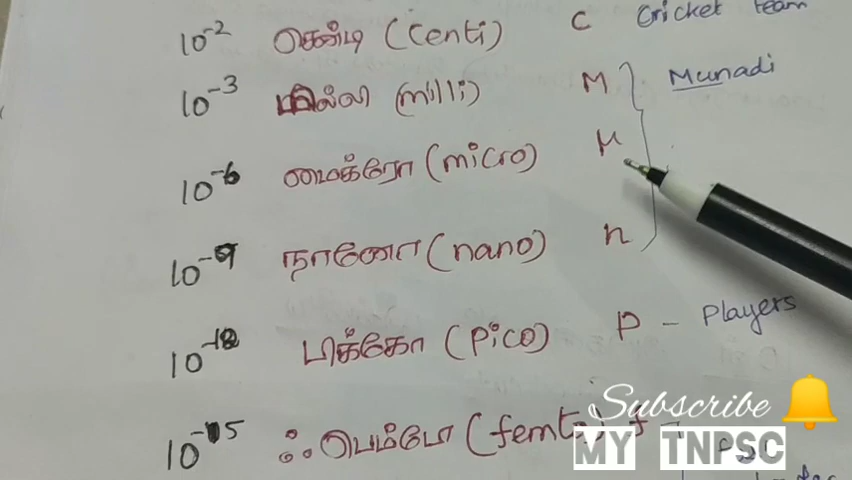 10⁻² சென்டி (centi) c Cricket team
10⁻³ மில்லி (milli) M } Munadi
10⁻⁶ மைக்ரோ (micro) μ
10⁻⁹ நானோ (nano) n
10⁻¹² பிக்கோ (pico) P - Players
10⁻¹⁵ ஃபெம்டோ (femto) f
Subscribe
MY TNPSC